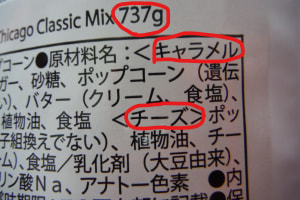 Chicago Classic Mix 737g
プコーン●原材料名:<キャラメル
ガー、砂糖、ポップコーン(遺伝
い)、バター(クリーム、食塩)、
植物油、食塩 <チーズ>ポッ
子組換えでない)、植物油、チー
ーム)、食塩/乳化剤(大豆由来)、
リン酸Na、アナトー色素 ●内